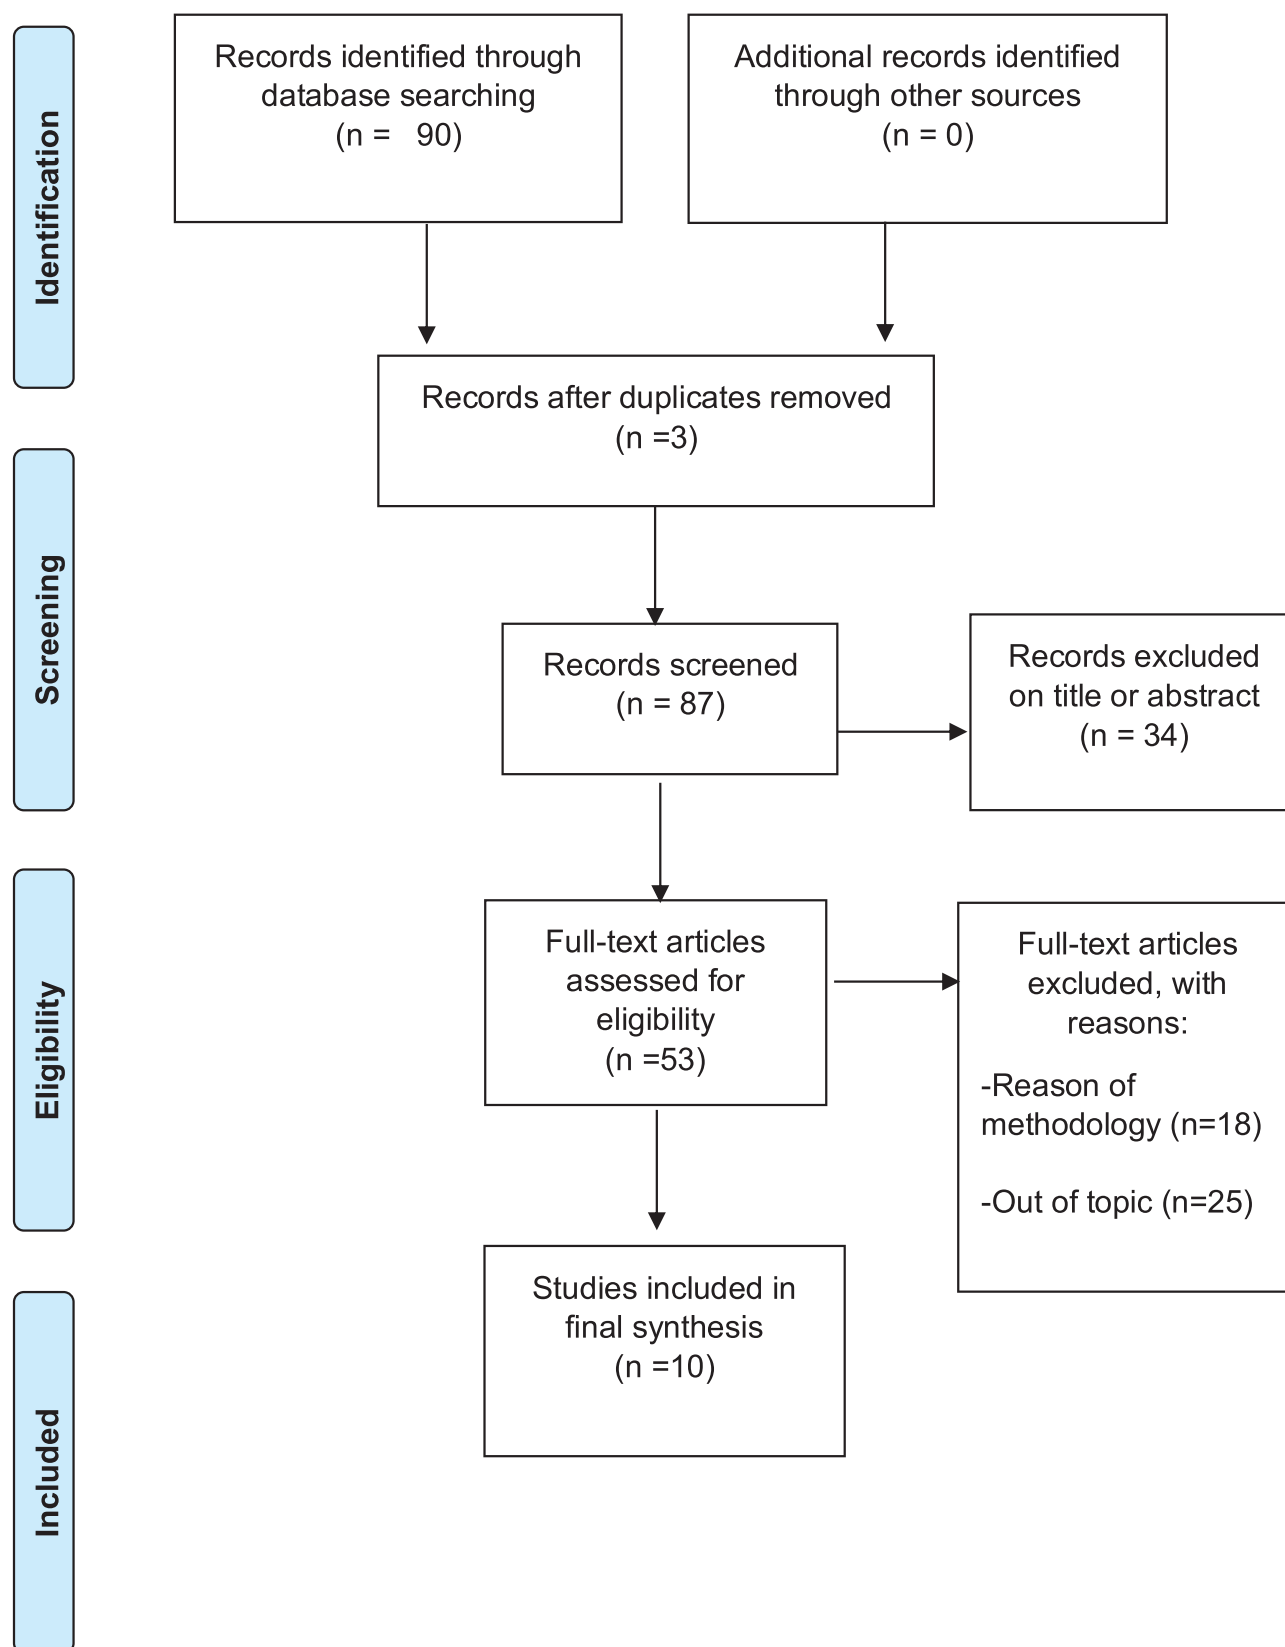 Identification
Records identified through
database searching
(n =   90)
Additional records identified
through other sources
(n = 0)
Records after duplicates removed
(n =3)
Screening
Records screened
(n = 87)
Records excluded
on title or abstract
(n = 34)
Eligibility
Full-text articles
assessed for
eligibility
(n =53)
Full-text articles
excluded, with
reasons:
-Reason of
methodology (n=18)
-Out of topic (n=25)
Included
Studies included in
final synthesis
(n =10)